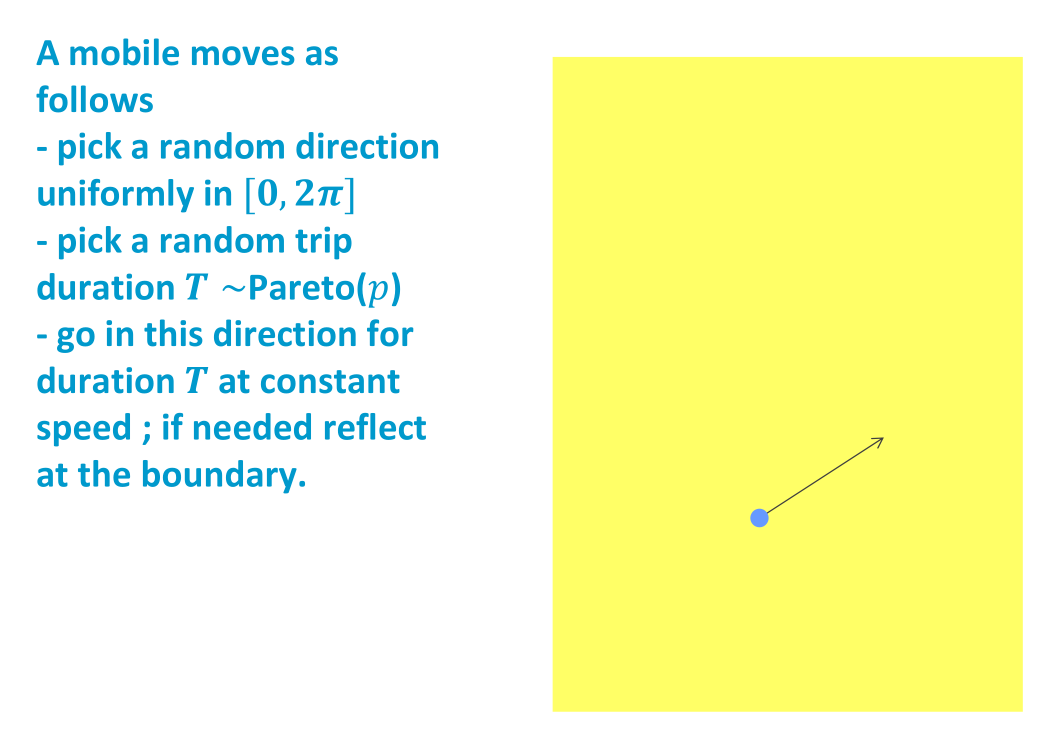 A mobile moves as
follows
- pick a random direction
uniformly in [0, 2π]
- pick a random trip
duration T ~Pareto(p)
- go in this direction for
duration T at constant
speed ; if needed reflect
at the boundary.